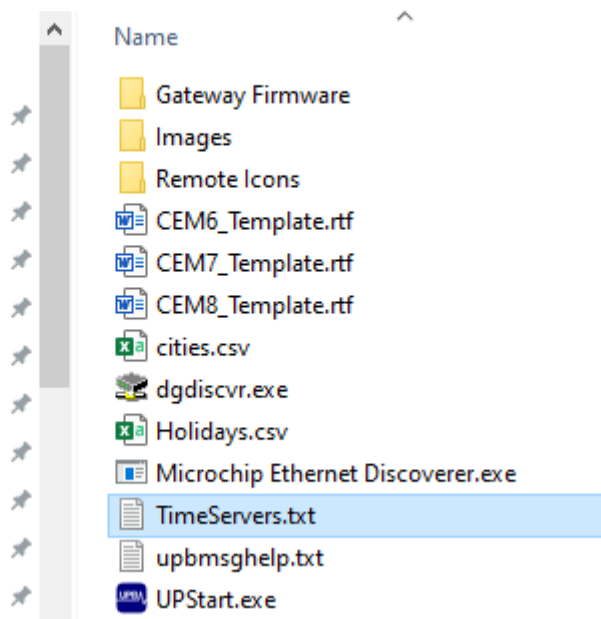 Name
Gateway Firmware
Images
Remote Icons
CEM6_Template.rtf
CEM7_Template.rtf
CEM8_Template.rtf
cities.csv
dgdiscvr.exe
Holidays.csv
Microchip Ethernet Discoverer.exe
TimeServers.txt
upbmsghelp.txt
UPStart.exe